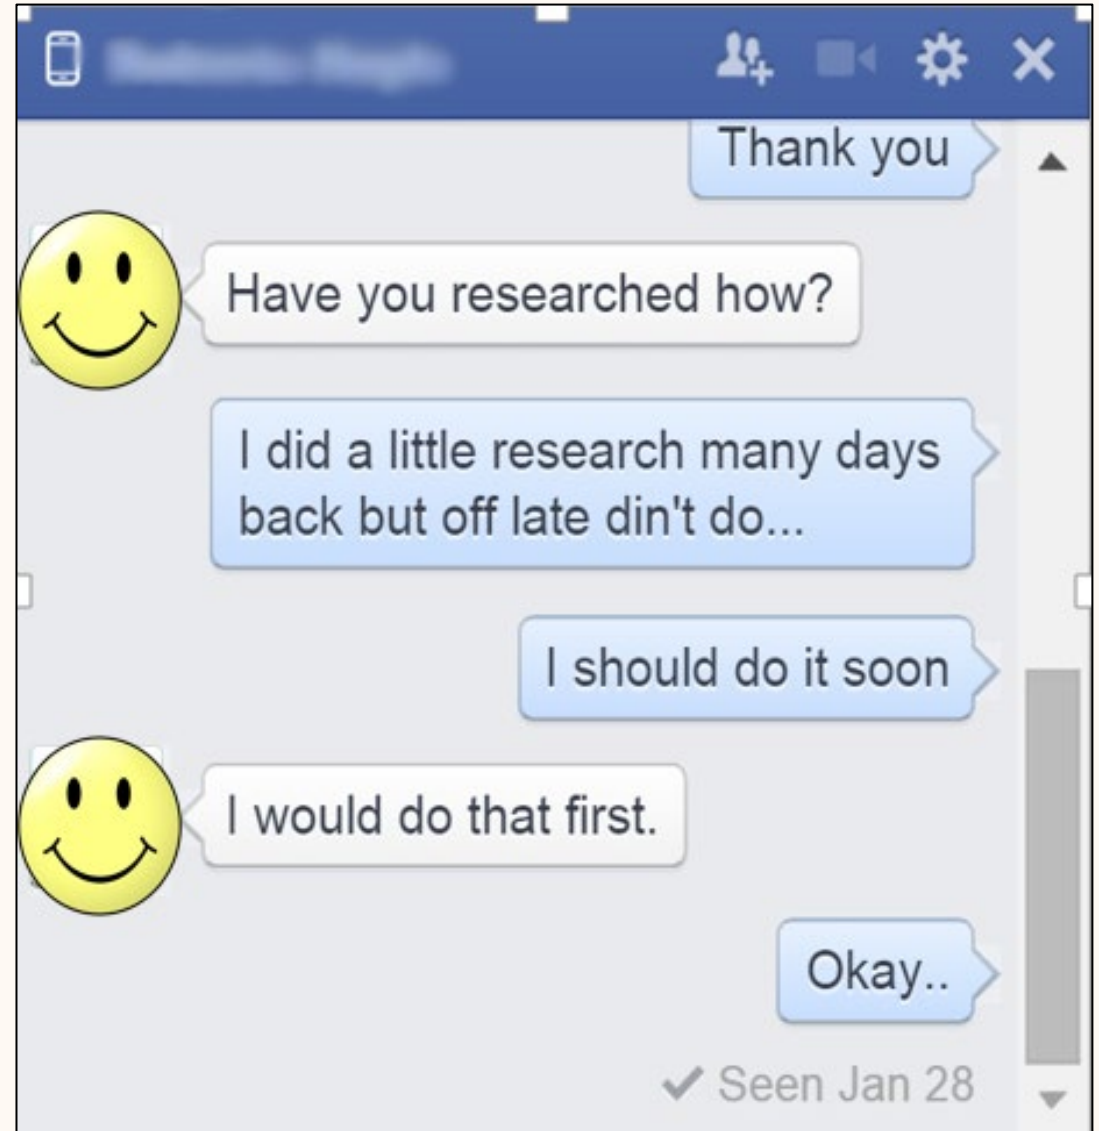 Thank you
Have you researched how?
I did a little research many days
back but off late din't do...
I should do it soon
I would do that first.
Okay..
Seen Jan 28